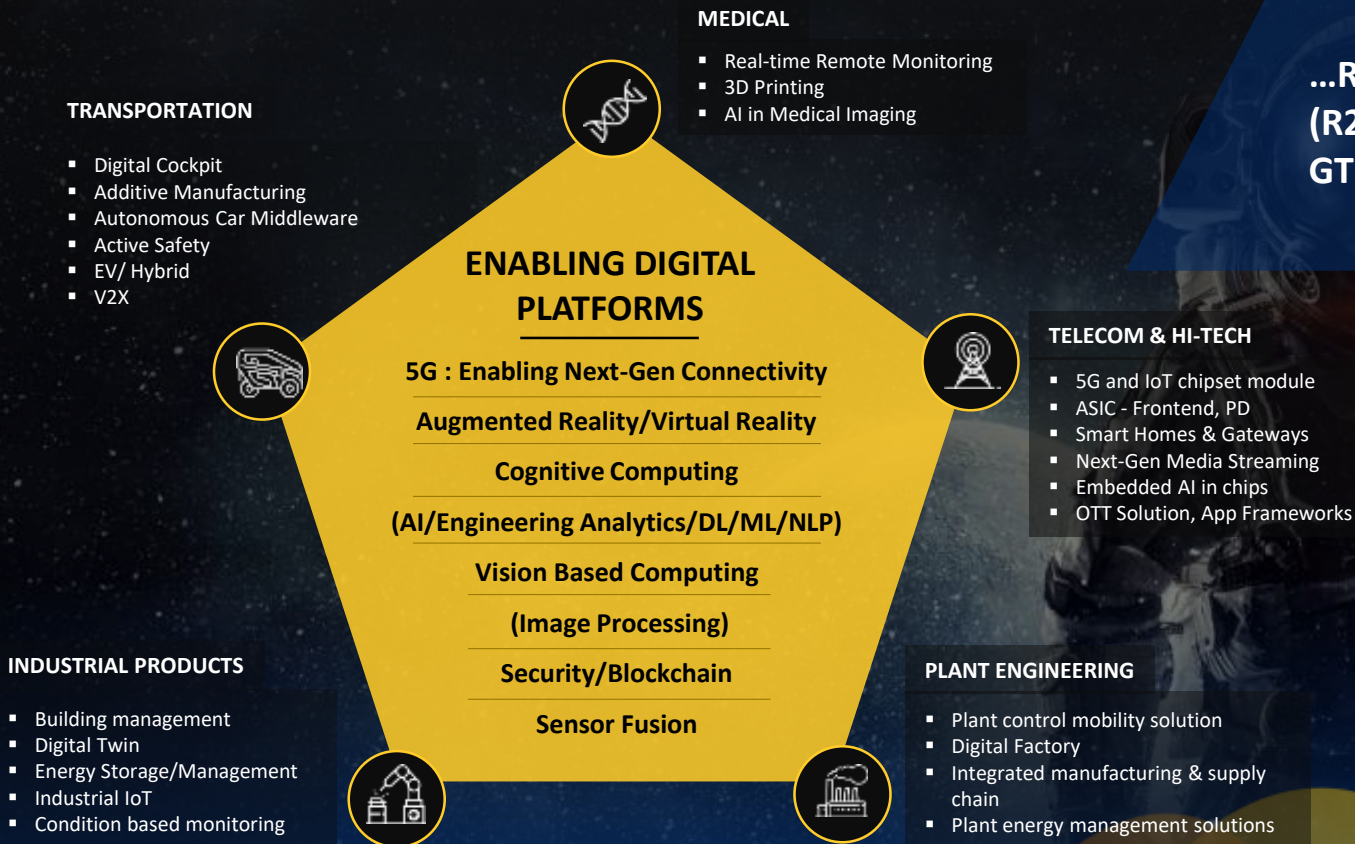 MEDICAL
▪ Real-time Remote Monitoring
▪ 3D Printing
▪ AI in Medical Imaging
…R
(R2
GT
TRANSPORTATION
▪ Digital Cockpit
▪ Additive Manufacturing
▪ Autonomous Car Middleware
▪ Active Safety
▪ EV/ Hybrid
▪ V2X
ENABLING DIGITAL
PLATFORMS
5G : Enabling Next-Gen Connectivity
Augmented Reality/Virtual Reality
Cognitive Computing
(AI/Engineering Analytics/DL/ML/NLP)
Vision Based Computing
(Image Processing)
Security/Blockchain
Sensor Fusion
TELECOM & HI-TECH
▪ 5G and IoT chipset module
▪ ASIC - Frontend, PD
▪ Smart Homes & Gateways
▪ Next-Gen Media Streaming
▪ Embedded AI in chips
▪ OTT Solution, App Frameworks
INDUSTRIAL PRODUCTS
▪ Building management
▪ Digital Twin
▪ Energy Storage/Management
▪ Industrial IoT
▪ Condition based monitoring
PLANT ENGINEERING
▪ Plant control mobility solution
▪ Digital Factory
▪ Integrated manufacturing & supply
chain
▪ Plant energy management solutions